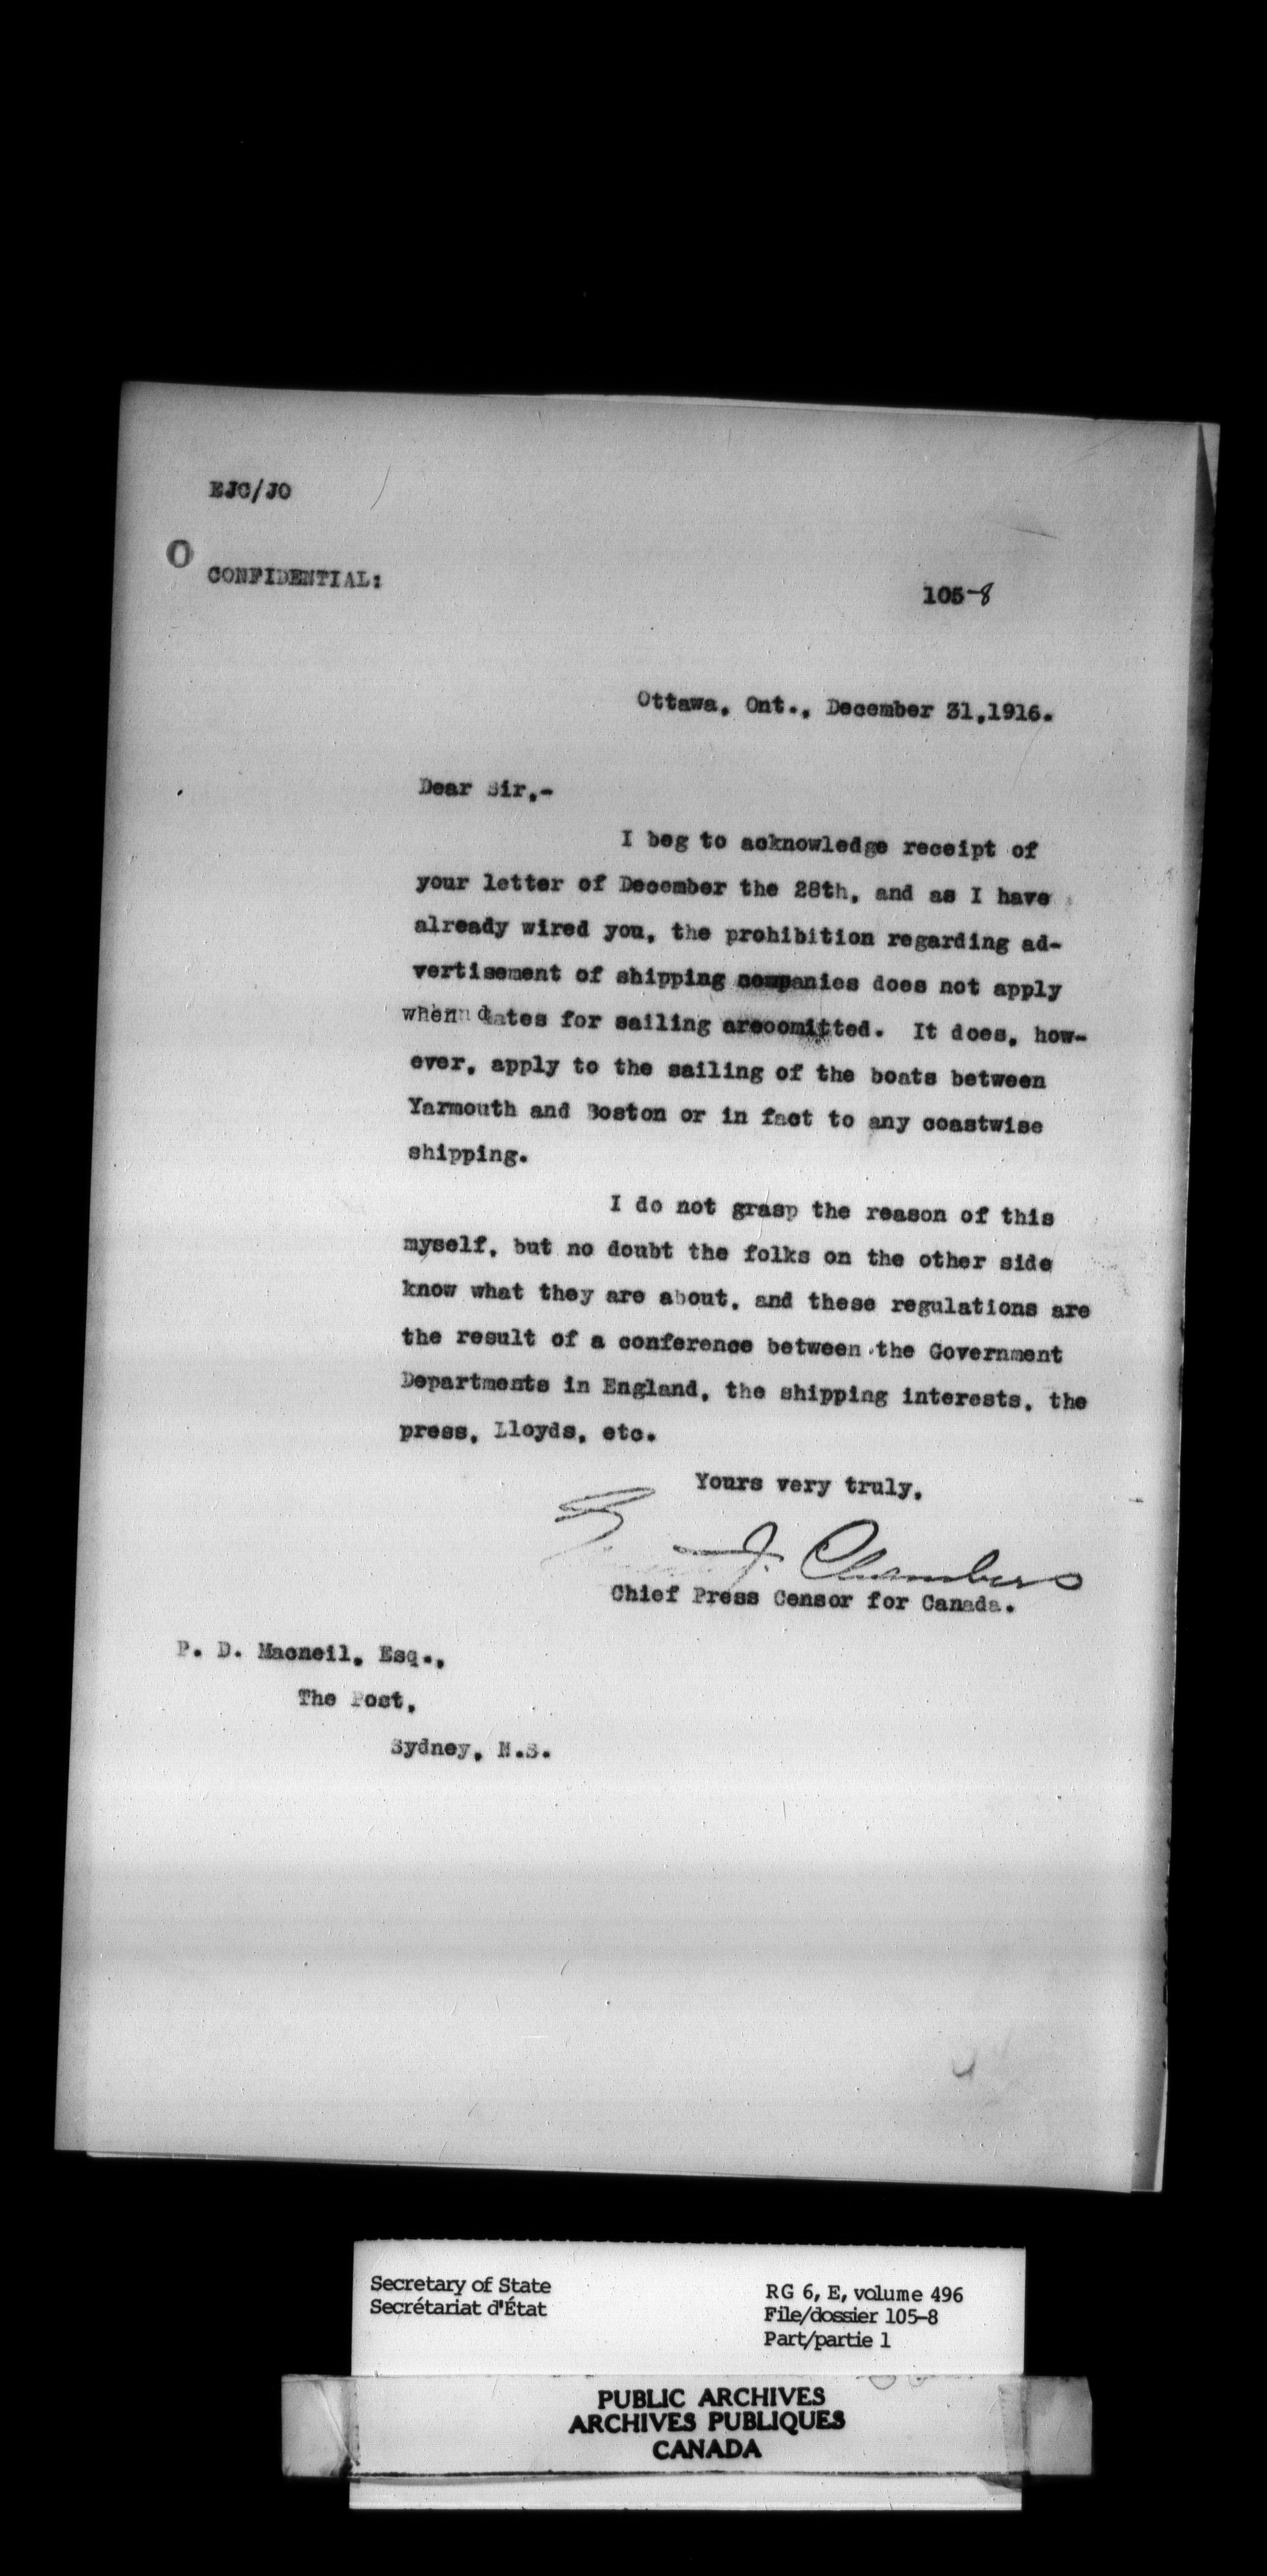 EJC/JO
O
CONFIDENTIAL:
105-8
Ottawa, Ont., December 31,1916.
Dear Sir,-
I beg to acknowledge receipt of
your letter of December the 28th, and as I have
already wired you, the prohibition regarding ad-
vertisement of shipping companies does not apply
when dates for sailing are omitted. It does, how-
ever, apply to the sailing of the boats between
Yarmouth and Boston or in fact to any coastwise
shipping.
I do not grasp the reason of this
myself, but no doubt the folks on the other side
know what they are about, and these regulations are
the result of a conference between the Government
Departments in England, the shipping interests, the
press, Lloyds, etc.
Yours very truly,
J. Chambers
Chief Press Censor for Canada.
P. D. Macneil, Esq.,
The Post,
Sydney, N.S.
Secretary of State
Secrétariat d'État
RG 6, E, volume 496
File/dossier 105-8
Part/partie 1
PUBLIC ARCHIVES
ARCHIVES PUBLIQUES
CANADA